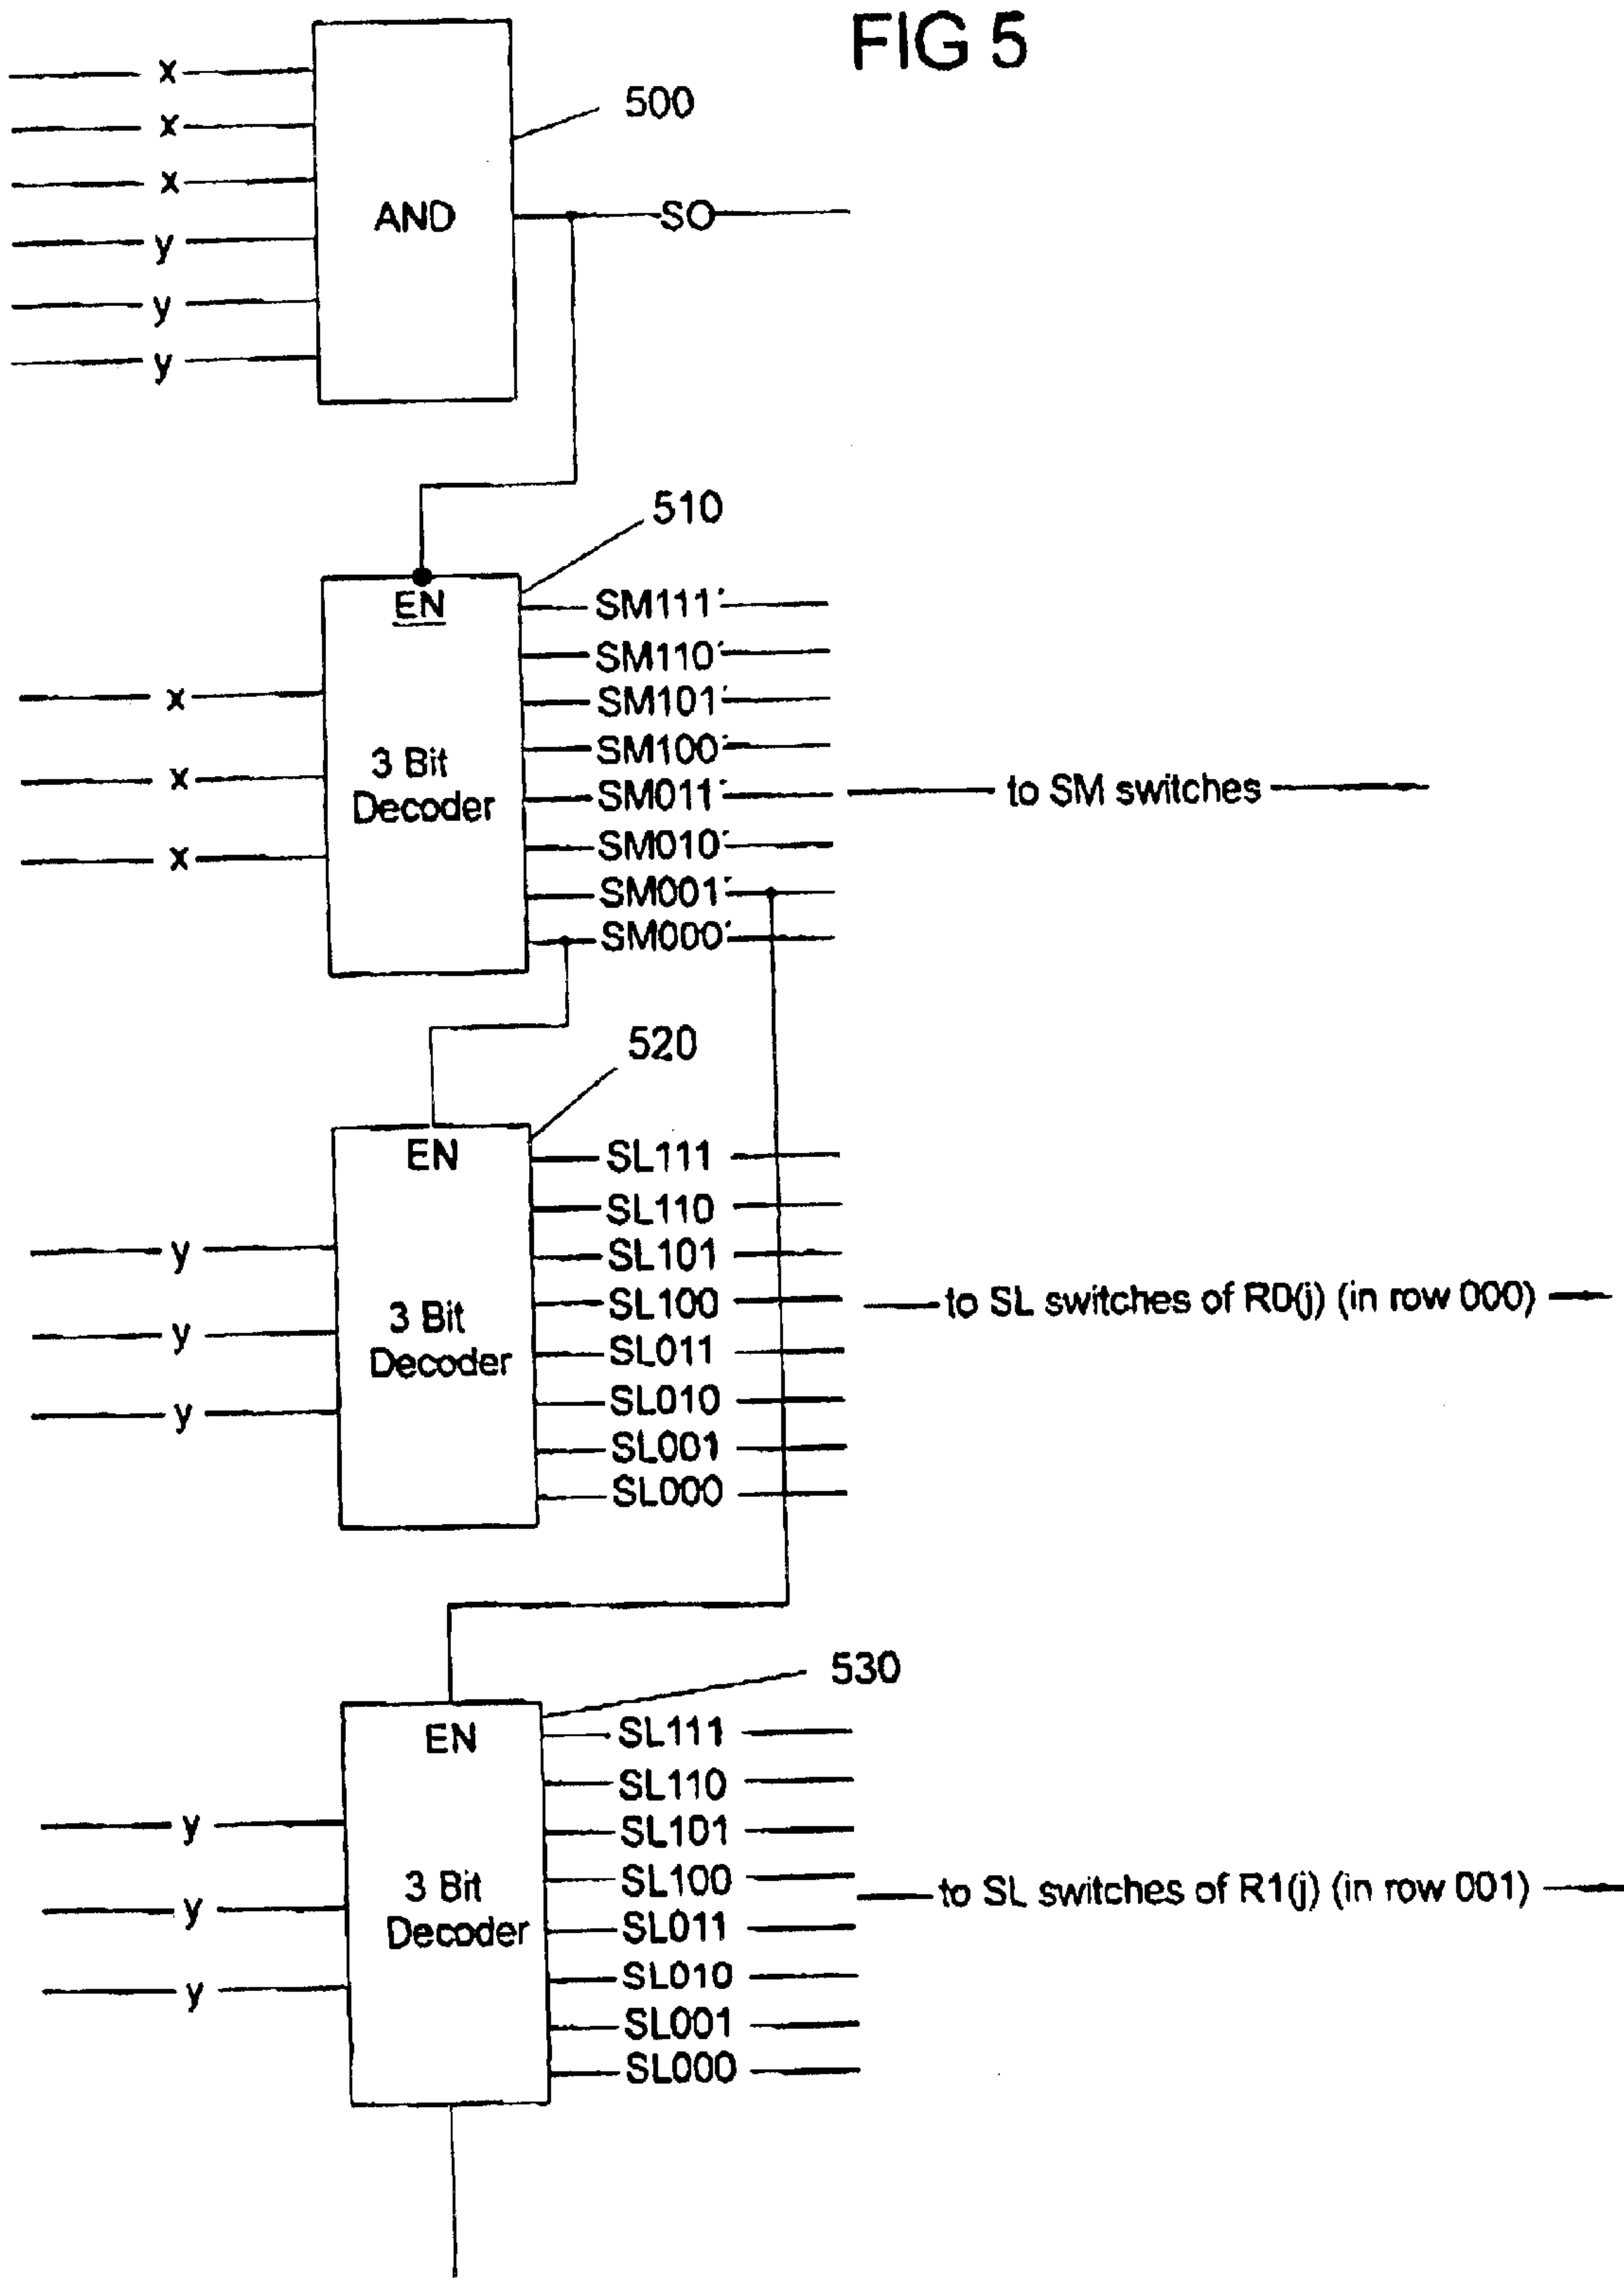 FIG 5
x
500
x
x
AND
SO
y
y
y
510
EN
SM111'
SM110'
x
SM101'
3 Bit
Decoder
SM100'
x
SM011'
to SM switches
SM010'
x
SM001'
SM000'
520
EN
SL111
SL110
y
SL101
3 Bit
Decoder
SL100
to SL switches of R0(j) (in row 000)
y
SL011
SL010
y
SL001
SL000
530
EN
SL111
SL110
y
SL101
3 Bit
Decoder
SL100
to SL switches of R1(j) (in row 001)
y
SL011
SL010
y
SL001
SL000